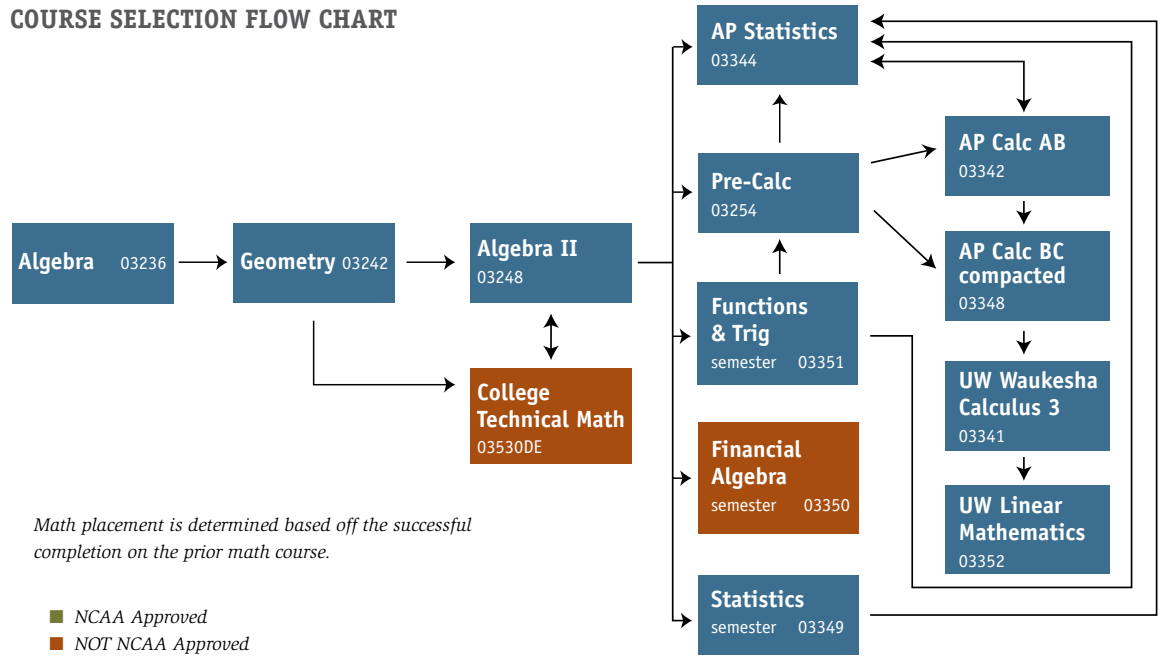 COURSE SELECTION FLOW CHART
Algebra 03236
Geometry 03242
Algebra II
03248
College
Technical Math
03530DE
AP Statistics
03344
Pre-Calc
03254
Functions
& Trig
semester 03351
Financial
Algebra
semester 03350
Statistics
semester 03349
AP Calc AB
03342
AP Calc BC
compacted
03348
UW Waukesha
Calculus 3
03341
UW Linear
Mathematics
03352
Math placement is determined based off the successful
completion on the prior math course.
NCAA Approved
NOT NCAA Approved